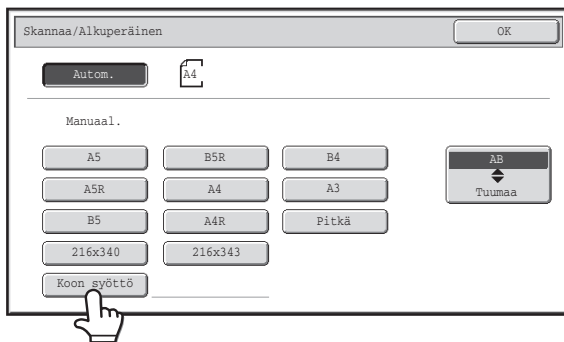 Skannaa/Alkuperäinen OK
Autom. A4
Manuaal.
A5 B5R B4 AB
A5R A4 A3 Tuumaa
B5 A4R Pitkä
216x340 216x343
Koon syöttö